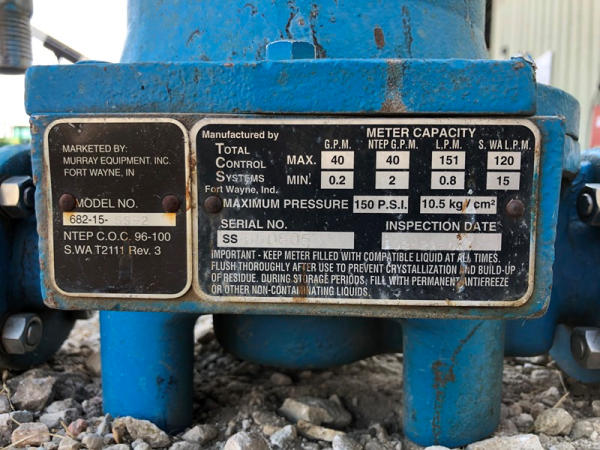 MARKETED BY:
MURRAY EQUIPMENT. INC.
FORT WAYNE, IN
MODEL NO.
682-15-
NTEP C.O.C. 96-100
S.WA T2111 Rev. 3
Manufactured by
TOTAL
CONTROL
SYSTEMS
Fort Wayne, Ind.
METER CAPACITY
G.P.M. NTEP G.P.M. L.P.M. S. WA L.P.M.
MAX. 40 40 151 120
MIN. 0.2 2 0.8 15
MAXIMUM PRESSURE 150 P.S.I. 10.5 kg/cm²
SERIAL NO. INSPECTION DATE
SS
IMPORTANT - KEEP METER FILLED WITH COMPATIBLE LIQUID AT ALL TIMES.
FLUSH THOROUGHLY AFTER USE TO PREVENT CRYSTALLIZATION AND BUILD-UP
OF RESIDUE. DURING STORAGE PERIODS, FILL WITH PERMANENT ANTIFREEZE
OR OTHER NON-CONTAMINATING LIQUIDS.